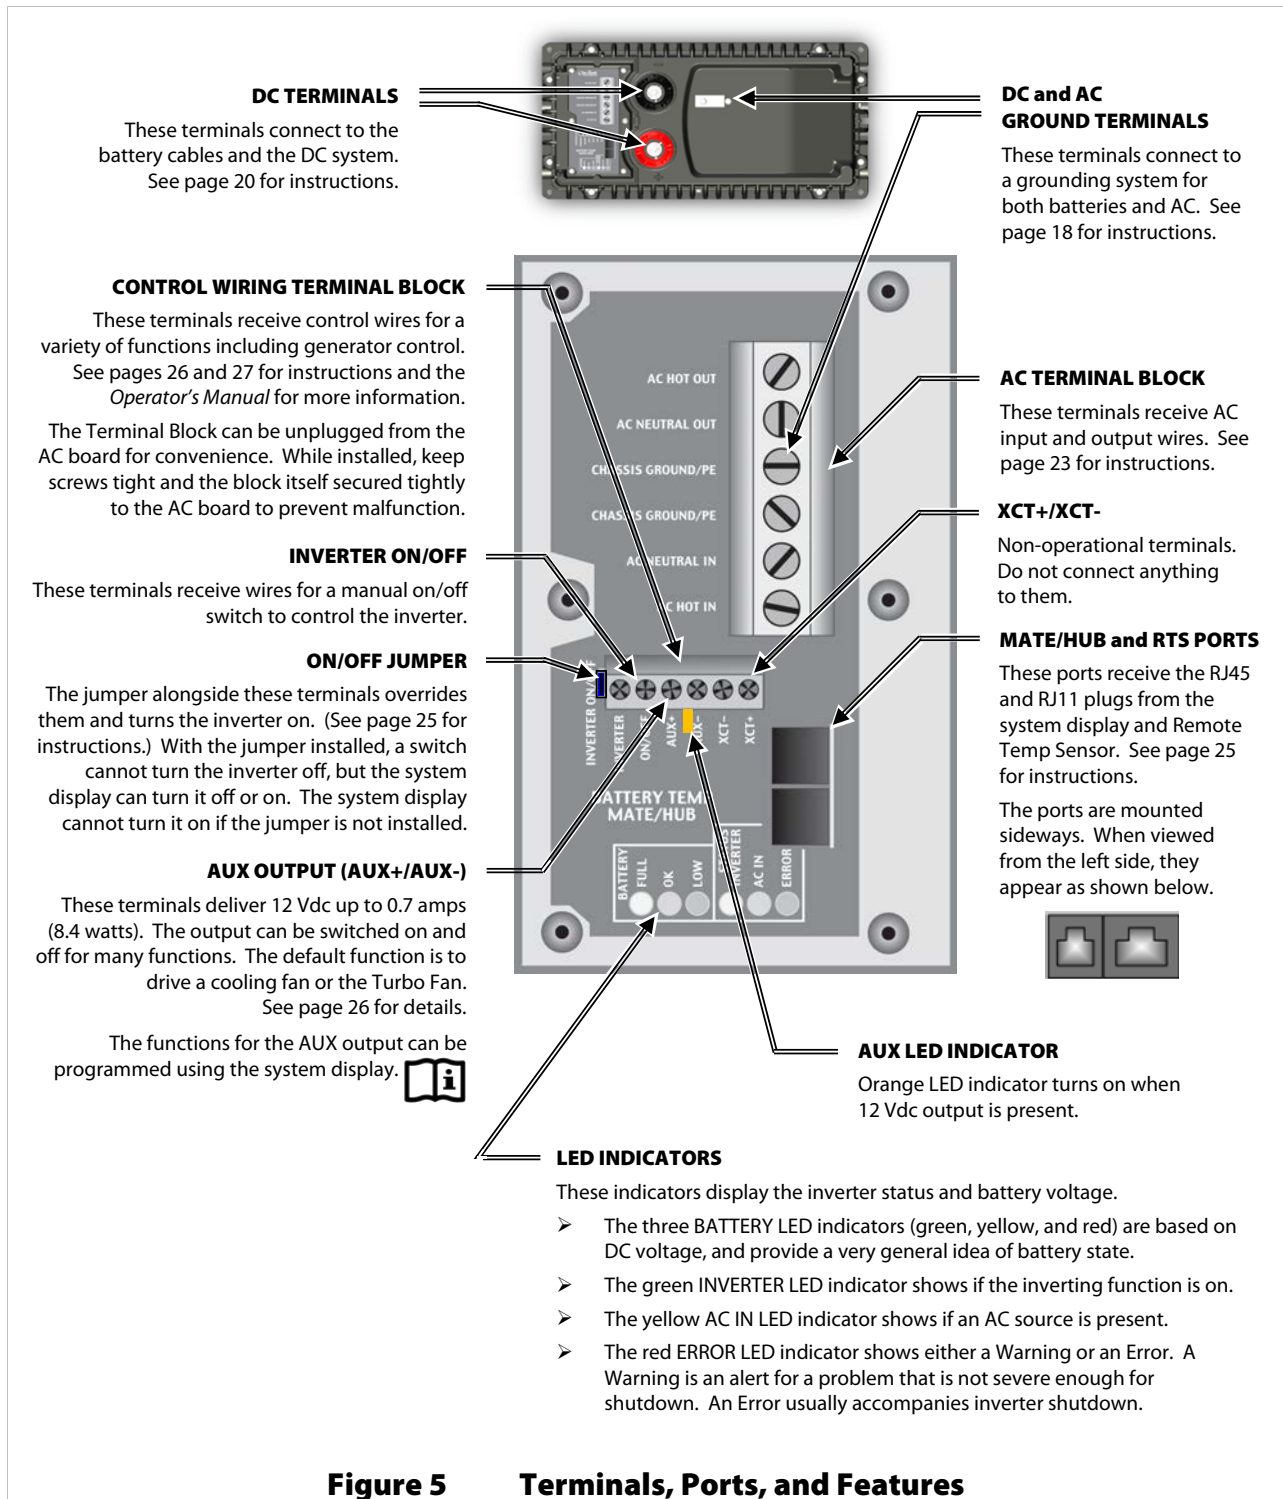 DC TERMINALS
These terminals connect to the
battery cables and the DC system.
See page 20 for instructions.
DC and AC
GROUND TERMINALS
These terminals connect to
a grounding system for
both batteries and AC. See
page 18 for instructions.
CONTROL WIRING TERMINAL BLOCK
These terminals receive control wires for a
variety of functions including generator control.
See pages 26 and 27 for instructions and the
Operator's Manual for more information.
The Terminal Block can be unplugged from the
AC board for convenience. While installed, keep
screws tight and the block itself secured tightly
to the AC board to prevent malfunction.
INVERTER ON/OFF
These terminals receive wires for a manual on/off
switch to control the inverter.
ON/OFF JUMPER
The jumper alongside these terminals overrides
them and turns the inverter on. (See page 25 for
instructions.) With the jumper installed, a switch
cannot turn the inverter off, but the system
display can turn it off or on. The system display
cannot turn it on if the jumper is not installed.
AUX OUTPUT (AUX+/AUX-)
These terminals deliver 12 Vdc up to 0.7 amps
(8.4 watts). The output can be switched on and
off for many functions. The default function is to
drive a cooling fan or the Turbo Fan.
See page 26 for details.
The functions for the AUX output can be
programmed using the system display.
i
AC HOT OUT
AC NEUTRAL OUT
CHASSIS GROUND/PE
CHASSIS GROUND/PE
AC NEUTRAL IN
AC HOT IN
INVERTER ON/OFF
INVERTER
ON/OFF
AUX+
AUX-
XCT-
XCT+
BATTERY TEMP
MATE/HUB
BATTERY
FULL
OK
LOW
STATUS
INVERTER
AC IN
ERROR
AC TERMINAL BLOCK
These terminals receive AC
input and output wires. See
page 23 for instructions.
XCT+/XCT-
Non-operational terminals.
Do not connect anything
to them.
MATE/HUB and RTS PORTS
These ports receive the RJ45
and RJ11 plugs from the
system display and Remote
Temp Sensor. See page 25
for instructions.
The ports are mounted
sideways. When viewed
from the left side, they
appear as shown below.
AUX LED INDICATOR
Orange LED indicator turns on when
12 Vdc output is present.
LED INDICATORS
These indicators display the inverter status and battery voltage.
➢ The three BATTERY LED indicators (green, yellow, and red) are based on
DC voltage, and provide a very general idea of battery state.
➢ The green INVERTER LED indicator shows if the inverting function is on.
➢ The yellow AC IN LED indicator shows if an AC source is present.
➢ The red ERROR LED indicator shows either a Warning or an Error. A
Warning is an alert for a problem that is not severe enough for
shutdown. An Error usually accompanies inverter shutdown.
Figure 5 Terminals, Ports, and Features